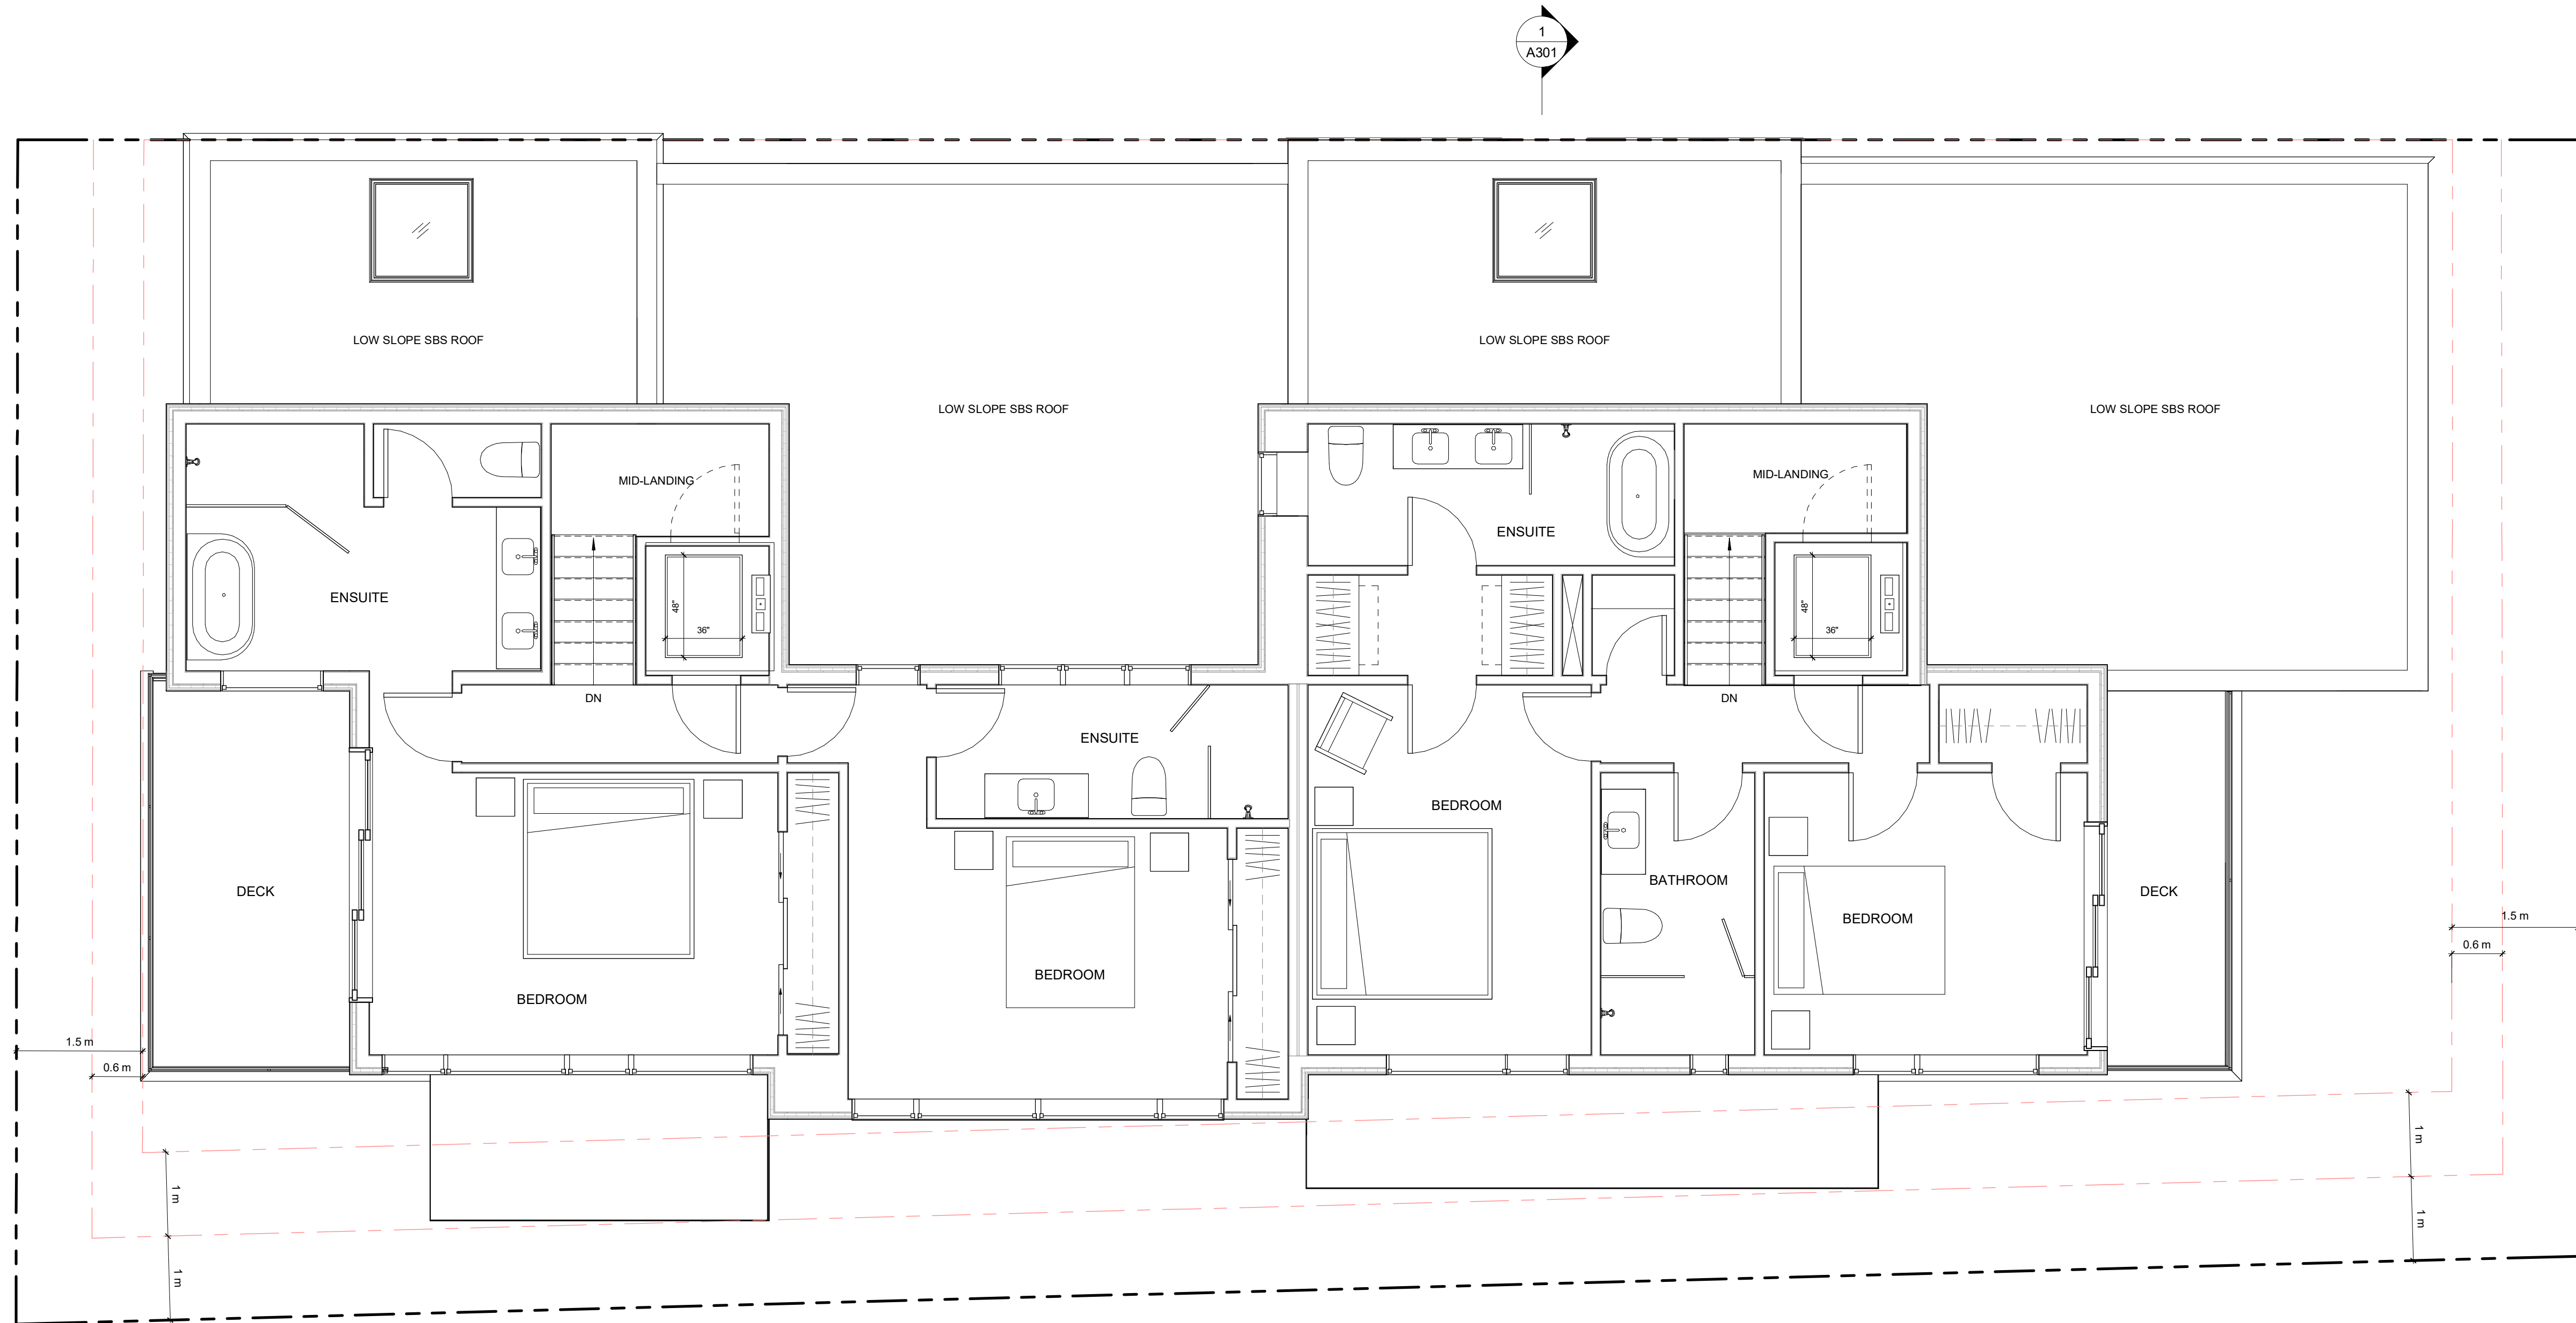 1
A301
LOW SLOPE SBS ROOF
LOW SLOPE SBS ROOF
LOW SLOPE SBS ROOF
LOW SLOPE SBS ROOF
MID-LANDING
MID-LANDING
ENSUITE
ENSUITE
48"
36"
48"
36"
DN
DN
ENSUITE
BEDROOM
BATHROOM
DECK
DECK
BEDROOM
1.5 m
0.6 m
BEDROOM
BEDROOM
1.5 m
0.6 m
1 m
1 m
1 m
1 m